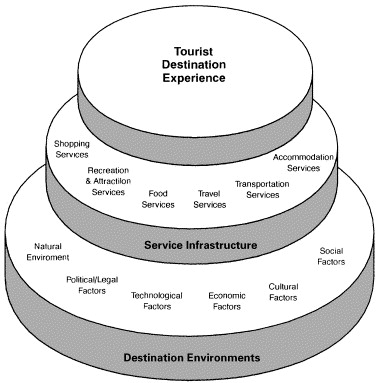 Tourist
Destination
Experience
Shopping
Services
Recreation
& Attractilon
Services
Food
Services
Travel
Services
Transportation
Services
Accommodation
Services
Service Infrastructure
Natural
Enviroment
Political/Legal
Factors
Technological
Factors
Economic
Factors
Cultural
Factors
Social
Factors
Destination Environments